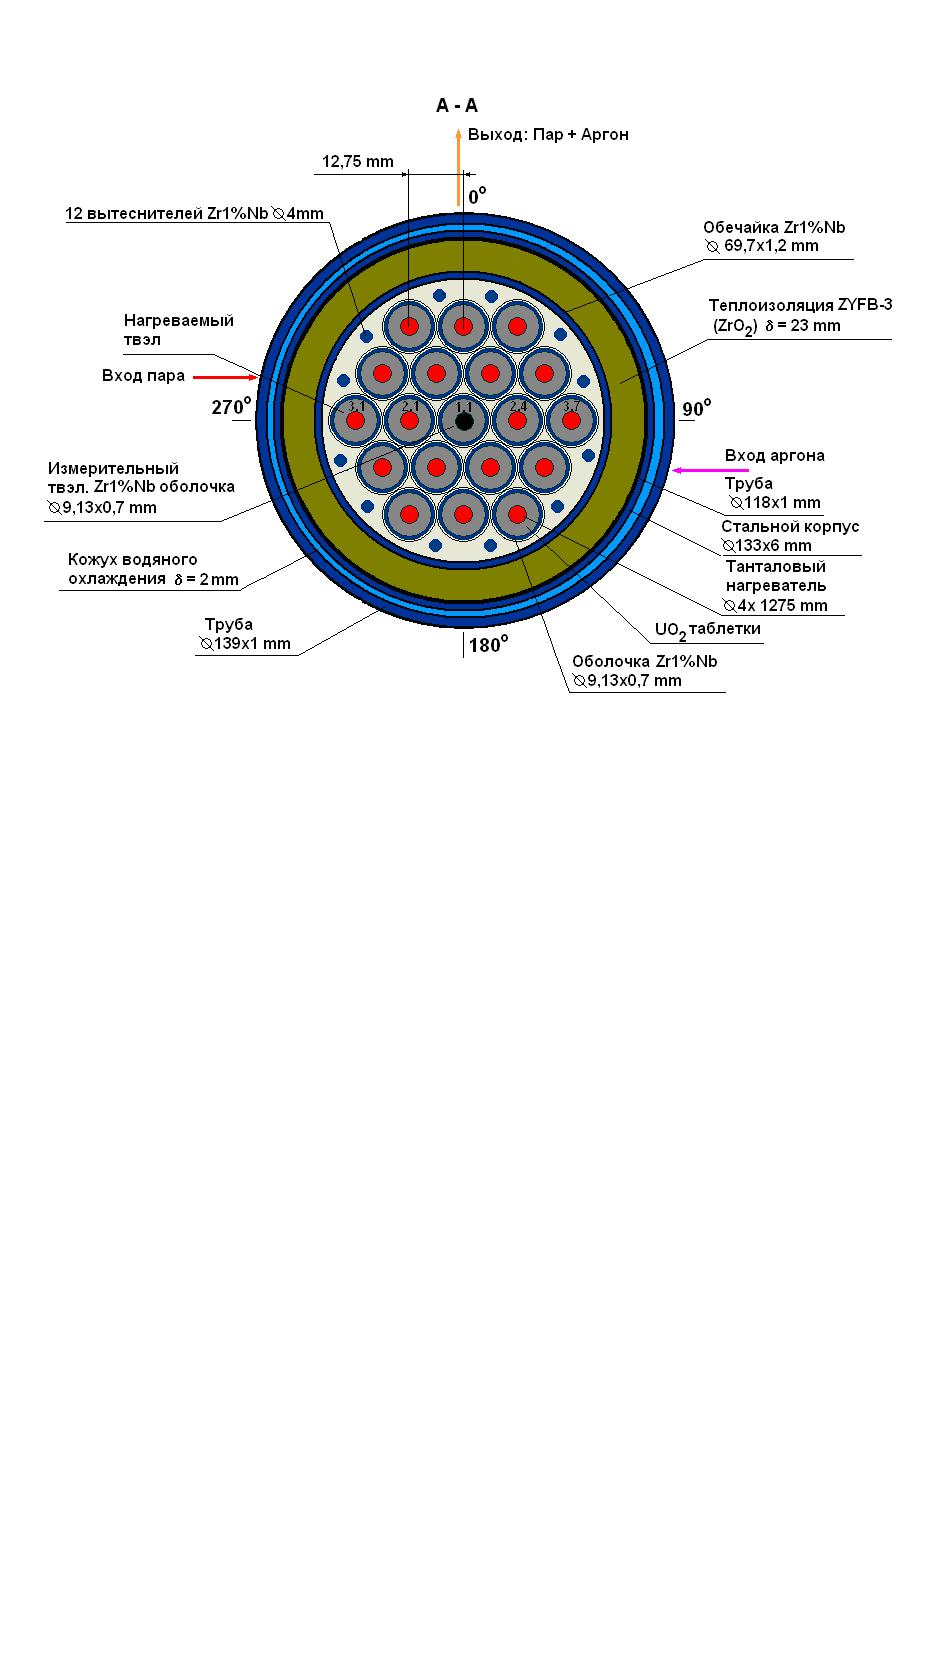 A - A
Выход: Пар + Аргон
12,75 mm
0°
12 вытеснителей Zr1%Nb ∅4mm
Обечайка Zr1%Nb
∅ 69,7x1,2 mm
Теплоизоляция ZYFB-3
(ZrO2) δ = 23 mm
Нагреваемый
твэл
Вход пара
270°
90°
3.1 2.1 1.1 2.4 3.7
Вход аргона
Измерительный
твэл. Zr1%Nb оболочка
∅9,13x0,7 mm
Труба
∅118x1 mm
Стальной корпус
∅133x6 mm
Кожух водяного
охлаждения δ = 2 mm
Танталовый
нагреватель
∅4x 1275 mm
Труба
∅139x1 mm
UO2 таблетки
180°
Оболочка Zr1%Nb
∅9,13x0,7 mm